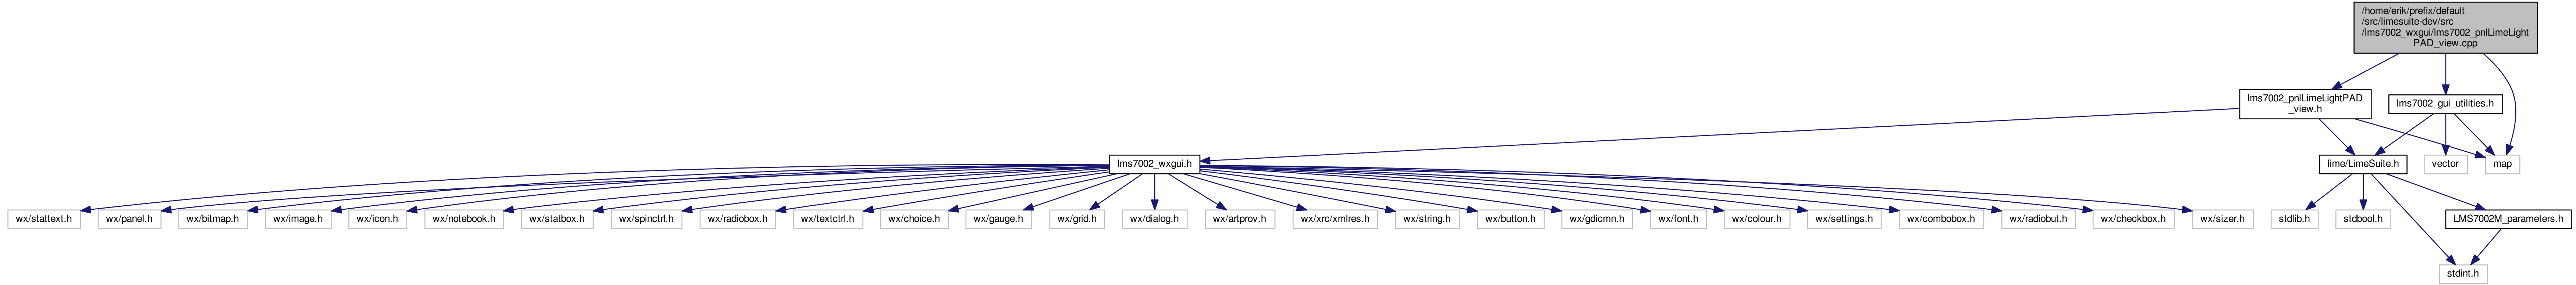 /home/erik/prefix/default
/src/limesuite-dev/src
/lms7002_wxgui/lms7002_pnlLimeLight
PAD_view.cpp
lms7002_pnlLimeLightPAD
_view.h
lms7002_gui_utilities.h
lms7002_wxgui.h
lime/LimeSuite.h
vector
map
wx/stattext.h
wx/panel.h
wx/bitmap.h
wx/image.h
wx/icon.h
wx/notebook.h
wx/statbox.h
wx/spinctrl.h
wx/radiobox.h
wx/textctrl.h
wx/choice.h
wx/gauge.h
wx/grid.h
wx/dialog.h
wx/artprov.h
wx/xrc/xmlres.h
wx/string.h
wx/button.h
wx/gdicmn.h
wx/font.h
wx/colour.h
wx/settings.h
wx/combobox.h
wx/radiobut.h
wx/checkbox.h
wx/sizer.h
stdlib.h
stdbool.h
LMS7002M_parameters.h
stdint.h